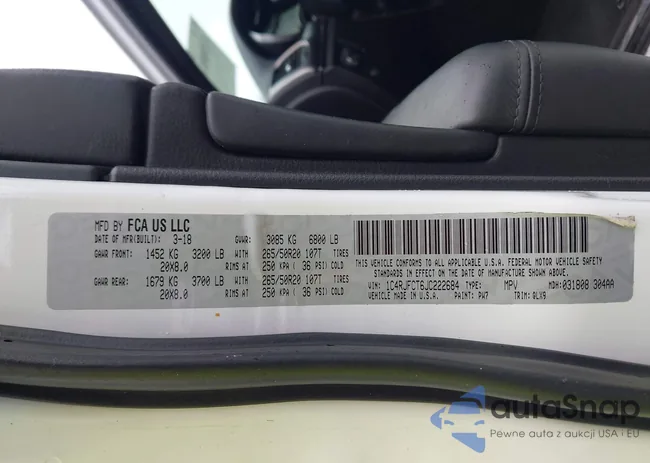 MFD BY FCA US LLC
DATE OF MFR(BUILT): 3-18 GVWR: 3085 KG 6800 LB
GAWR FRONT: 1452 KG 3200 LB WITH 265/50R20 107T TIRES
20X8.0 RIMS AT 250 KPA ( 36 PSI) COLD
GAWR REAR: 1679 KG 3700 LB WITH 265/50R20 107T TIRES
20X8.0 RIMS AT 250 KPA ( 36 PSI) COLD
THIS VEHICLE CONFORMS TO ALL APPLICABLE U.S.A. FEDERAL MOTOR VEHICLE SAFETY
STANDARDS IN EFFECT ON THE DATE OF MANUFACTURE SHOWN ABOVE.
VIN: 1C4RJFCT6JC222684 TYPE: MPV MDH: 031808 304AA
MADE IN U.S.A. PAINT: PW7 TRIM: QLX9
autoSnap
Pewne auta z aukcji USA i EU